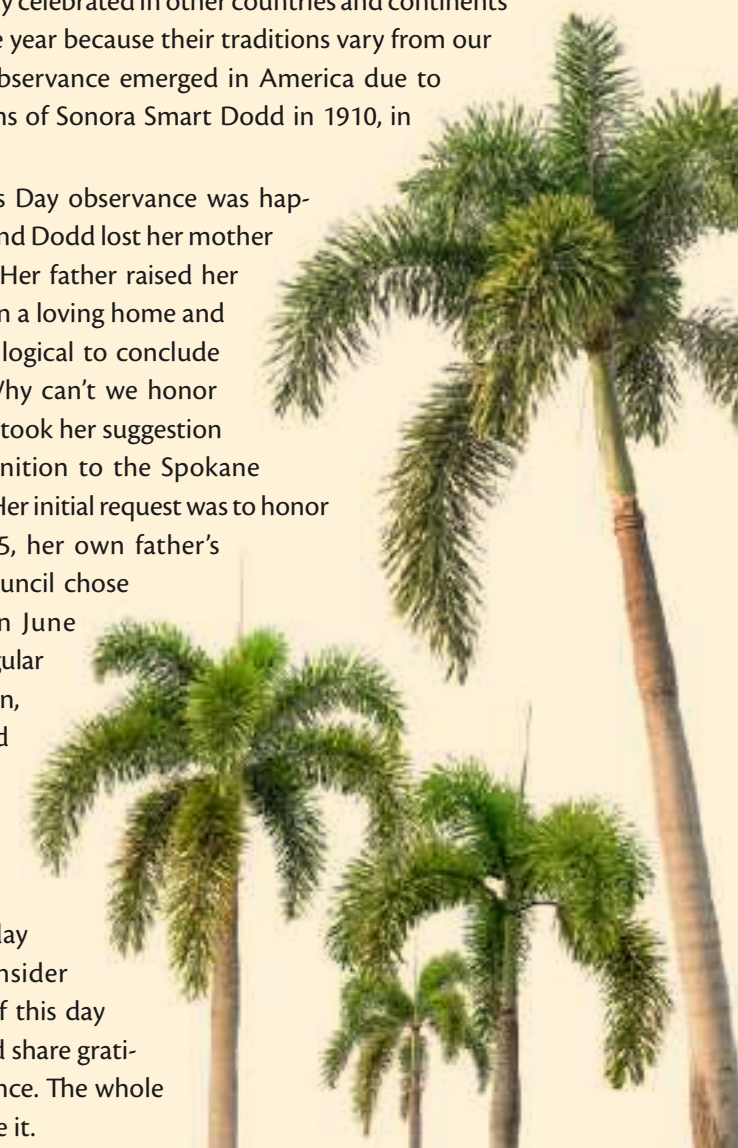 y celebrated in other countries and continents
e year because their traditions vary from our
bservance emerged in America due to
ns of Sonora Smart Dodd in 1910, in
s Day observance was hap-
nd Dodd lost her mother
Her father raised her
n a loving home and
logical to conclude
Why can’t we honor
took her suggestion
nition to the Spokane
Her initial request was to honor
5, her own father’s
uncil chose
n June
gular
n,
d
day
nsider
f this day
d share grati-
nce. The whole
e it.